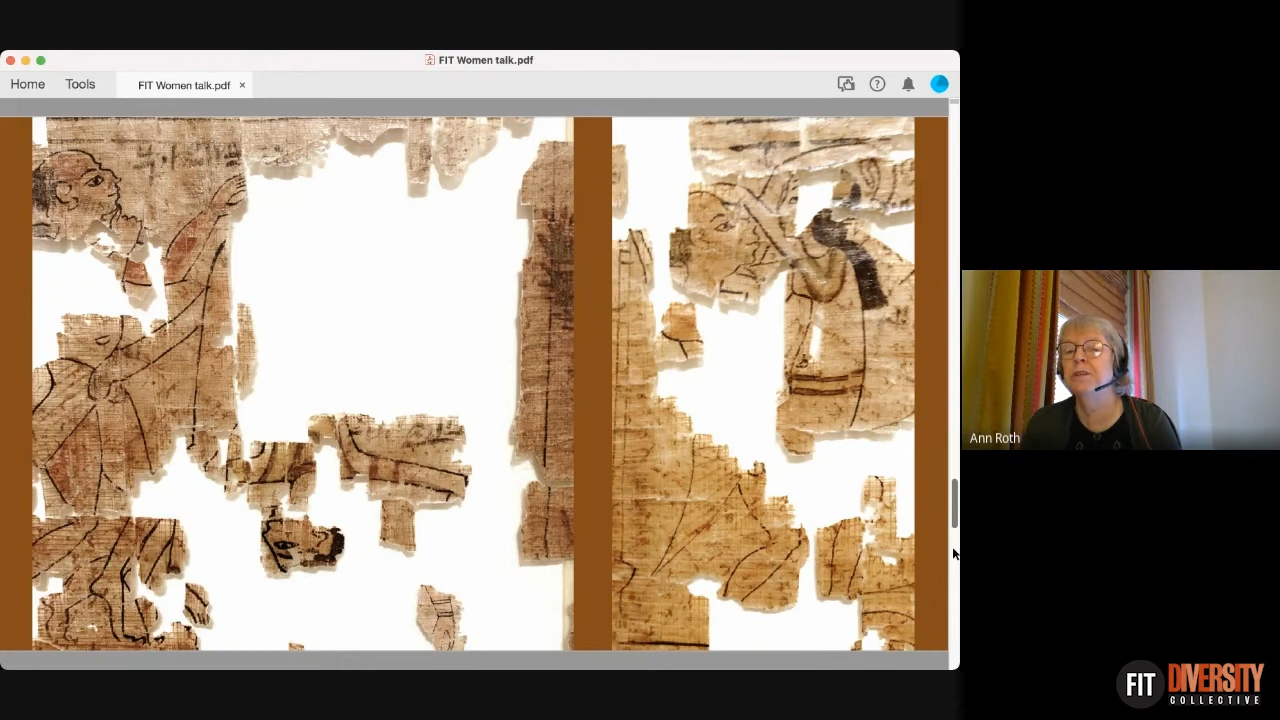 FIT Women talk.pdf
Home
Tools
FIT Women talk.pdf
Ann Roth
FIT DIVERSITY
COLLECTIVE